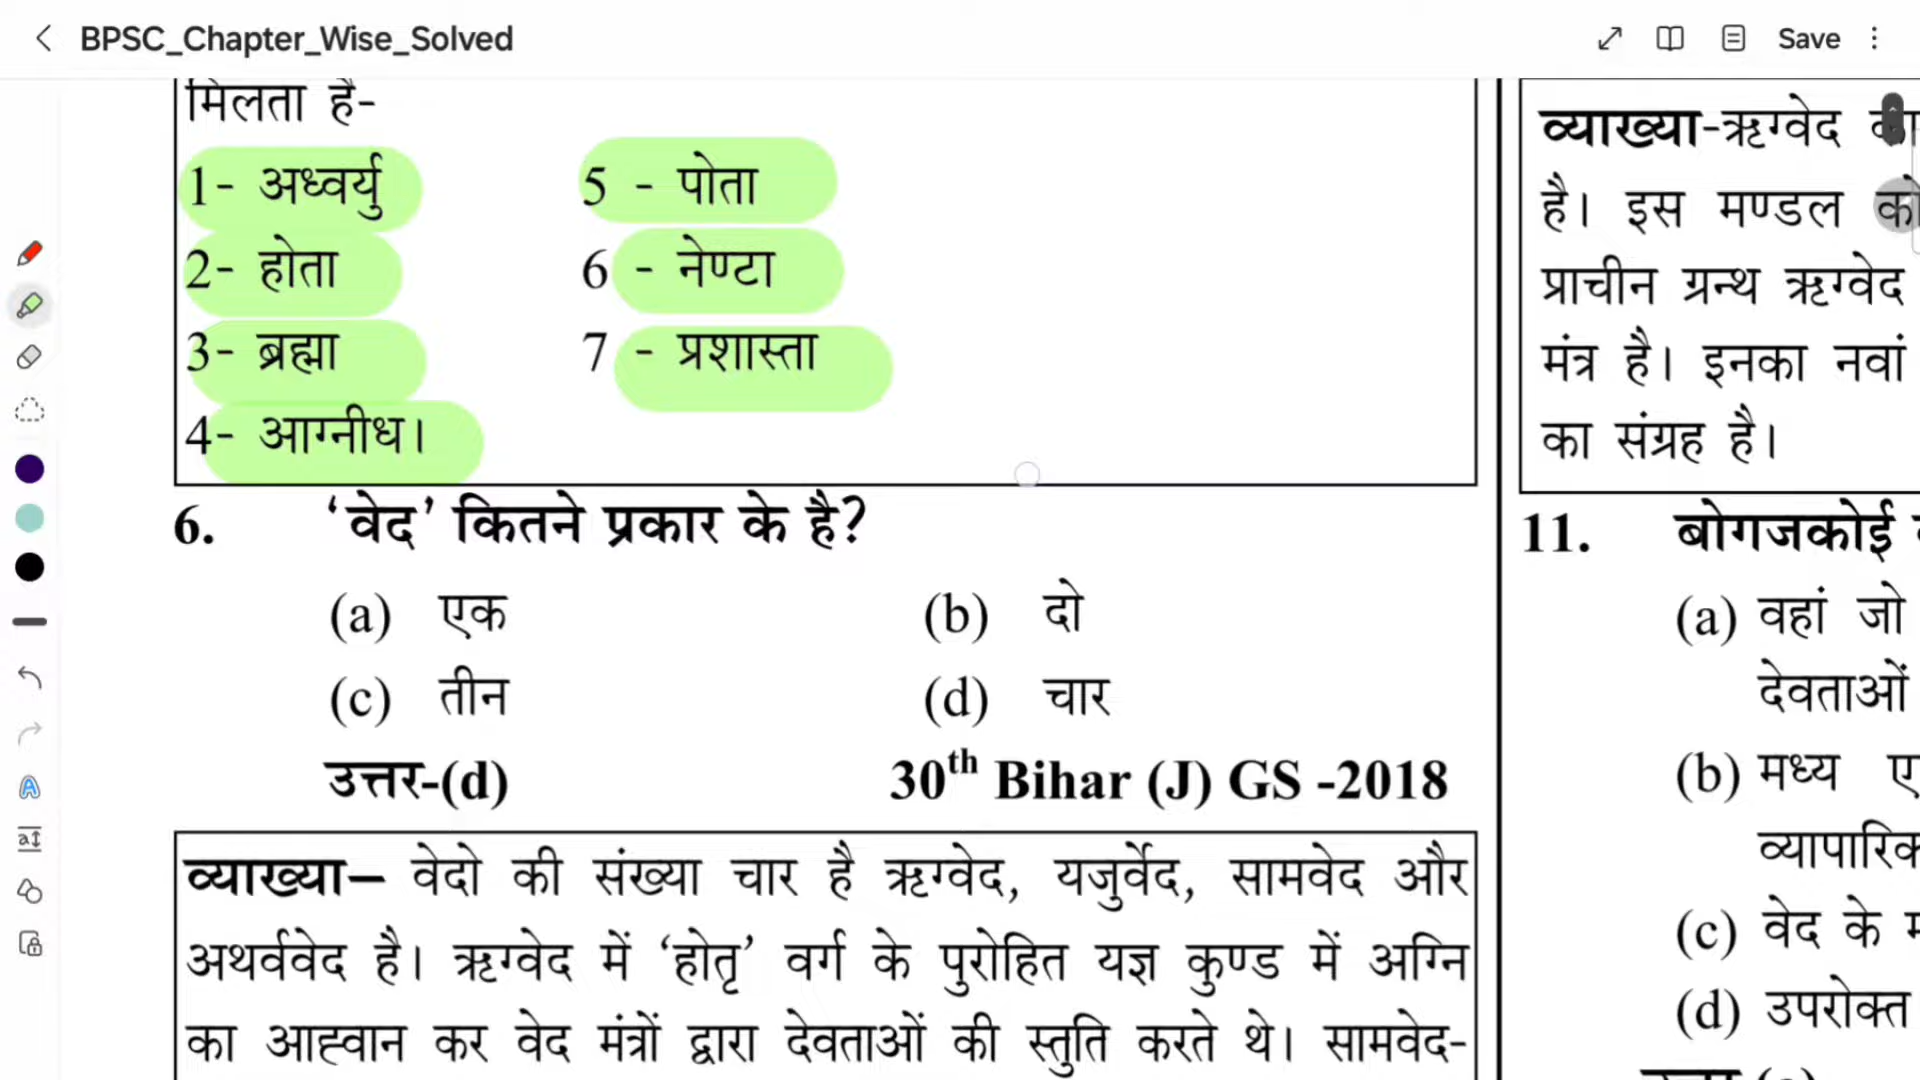 BPSC_Chapter_Wise_Solved
Save
मिलता है-
1- अध्वर्यु
5 - पोता
2- होता
6 - नेण्टा
3- ब्रह्मा
7 - प्रशास्ता
4- आग्नीध।
6. ‘वेद’ कितने प्रकार के है?
(a) एक
(b) दो
(c) तीन
(d) चार
उत्तर-(d)
30th Bihar (J) GS -2018
व्याख्या– वेदो की संख्या चार है ऋग्वेद, यजुर्वेद, सामवेद और
अथर्ववेद है। ऋग्वेद में ‘होतृ’ वर्ग के पुरोहित यज्ञ कुण्ड में अग्नि
का आह्वान कर वेद मंत्रों द्वारा देवताओं की स्तुति करते थे। सामवेद-
व्याख्या-ऋग्वेद का
है। इस मण्डल को
प्राचीन ग्रन्थ ऋग्वेद
मंत्र है। इनका नवां
का संग्रह है।
11. बोगजकोई
(a) वहां जो
देवताओं
(b) मध्य ए
व्यापारिक
(c) वेद के
(d) उपरोक्त